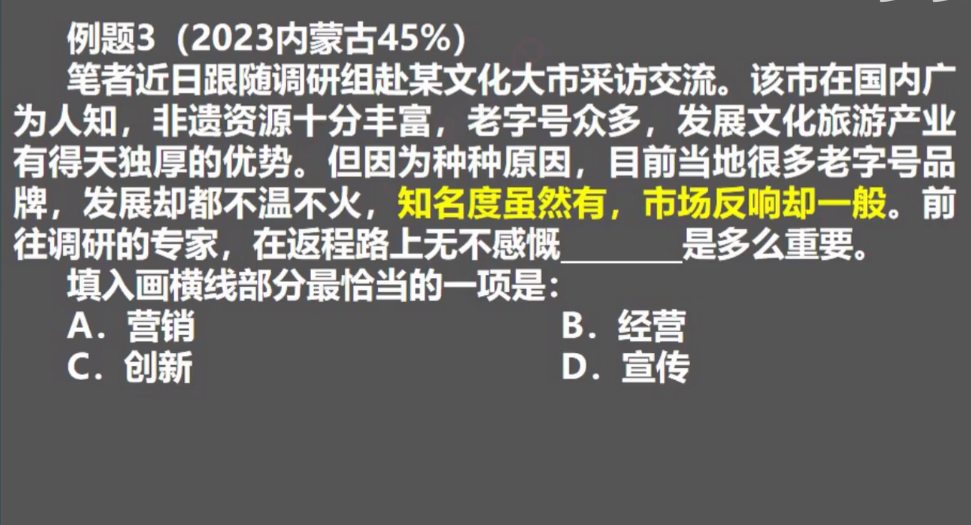 例题3（2023内蒙古45%）
笔者近日跟随调研组赴某文化大市采访交流。该市在国内广
为人知，非遗资源十分丰富，老字号众多，发展文化旅游产业
有得天独厚的优势。但因为种种原因，目前当地很多老字号品
牌，发展却都不温不火，知名度虽然有，市场反响却一般。前
往调研的专家，在返程路上无不感慨________是多么重要。
填入画横线部分最恰当的一项是：
A．营销 B．经营
C．创新 D．宣传